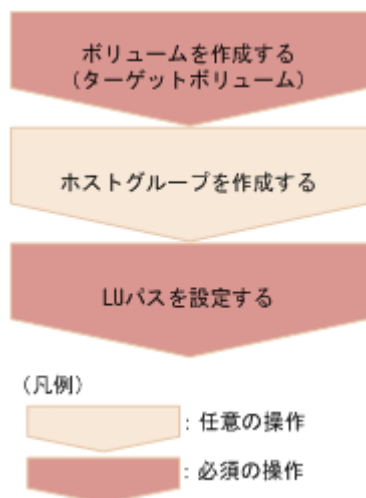 ボリュームを作成する
(ターゲットボリューム)
ホストグループを作成する
LUパスを設定する
(凡例)
: 任意の操作
: 必須の操作